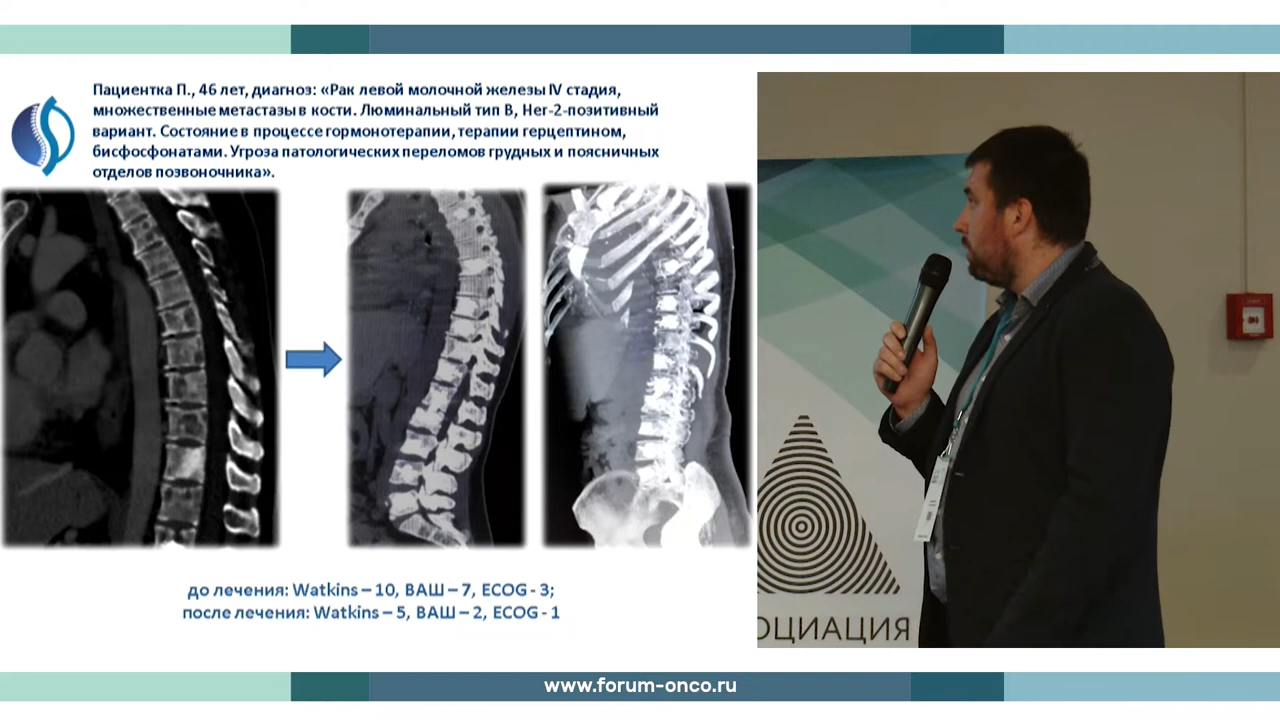 Пациентка П., 46 лет, диагноз: «Рак левой молочной железы IV стадия,
множественные метастазы в кости. Люминальный тип В, Her-2-позитивный
вариант. Состояние в процессе гормонотерапии, терапии герцептином,
бисфосфонатами. Угроза патологических переломов грудных и поясничных
отделов позвоночника».
до лечения: Watkins – 10, ВАШ – 7, ECOG - 3;
после лечения: Watkins – 5, ВАШ – 2, ECOG - 1
ОЦИАЦИЯ
www.forum-onco.ru